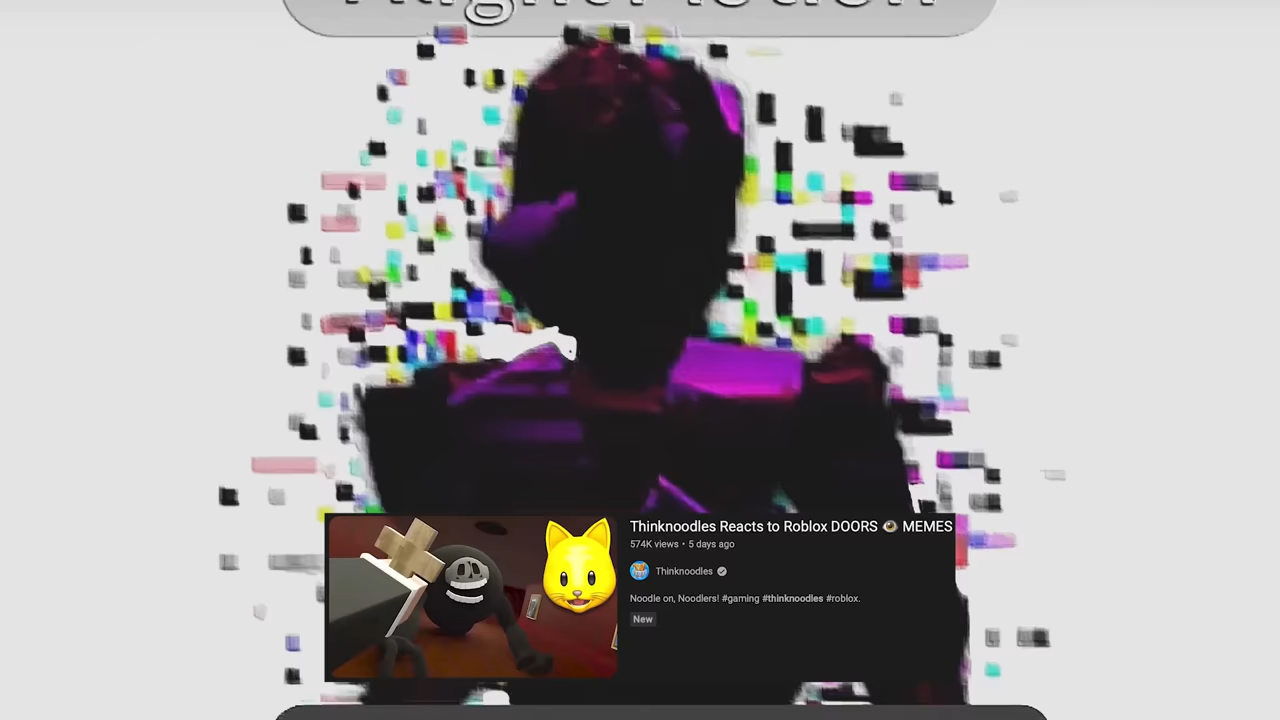 Thinknoodles Reacts to Roblox DOORS 👁 MEMES
574K views • 5 days ago
Thinknoodles
Noodle on, Noodlers! #gaming #thinknoodles #roblox.
New